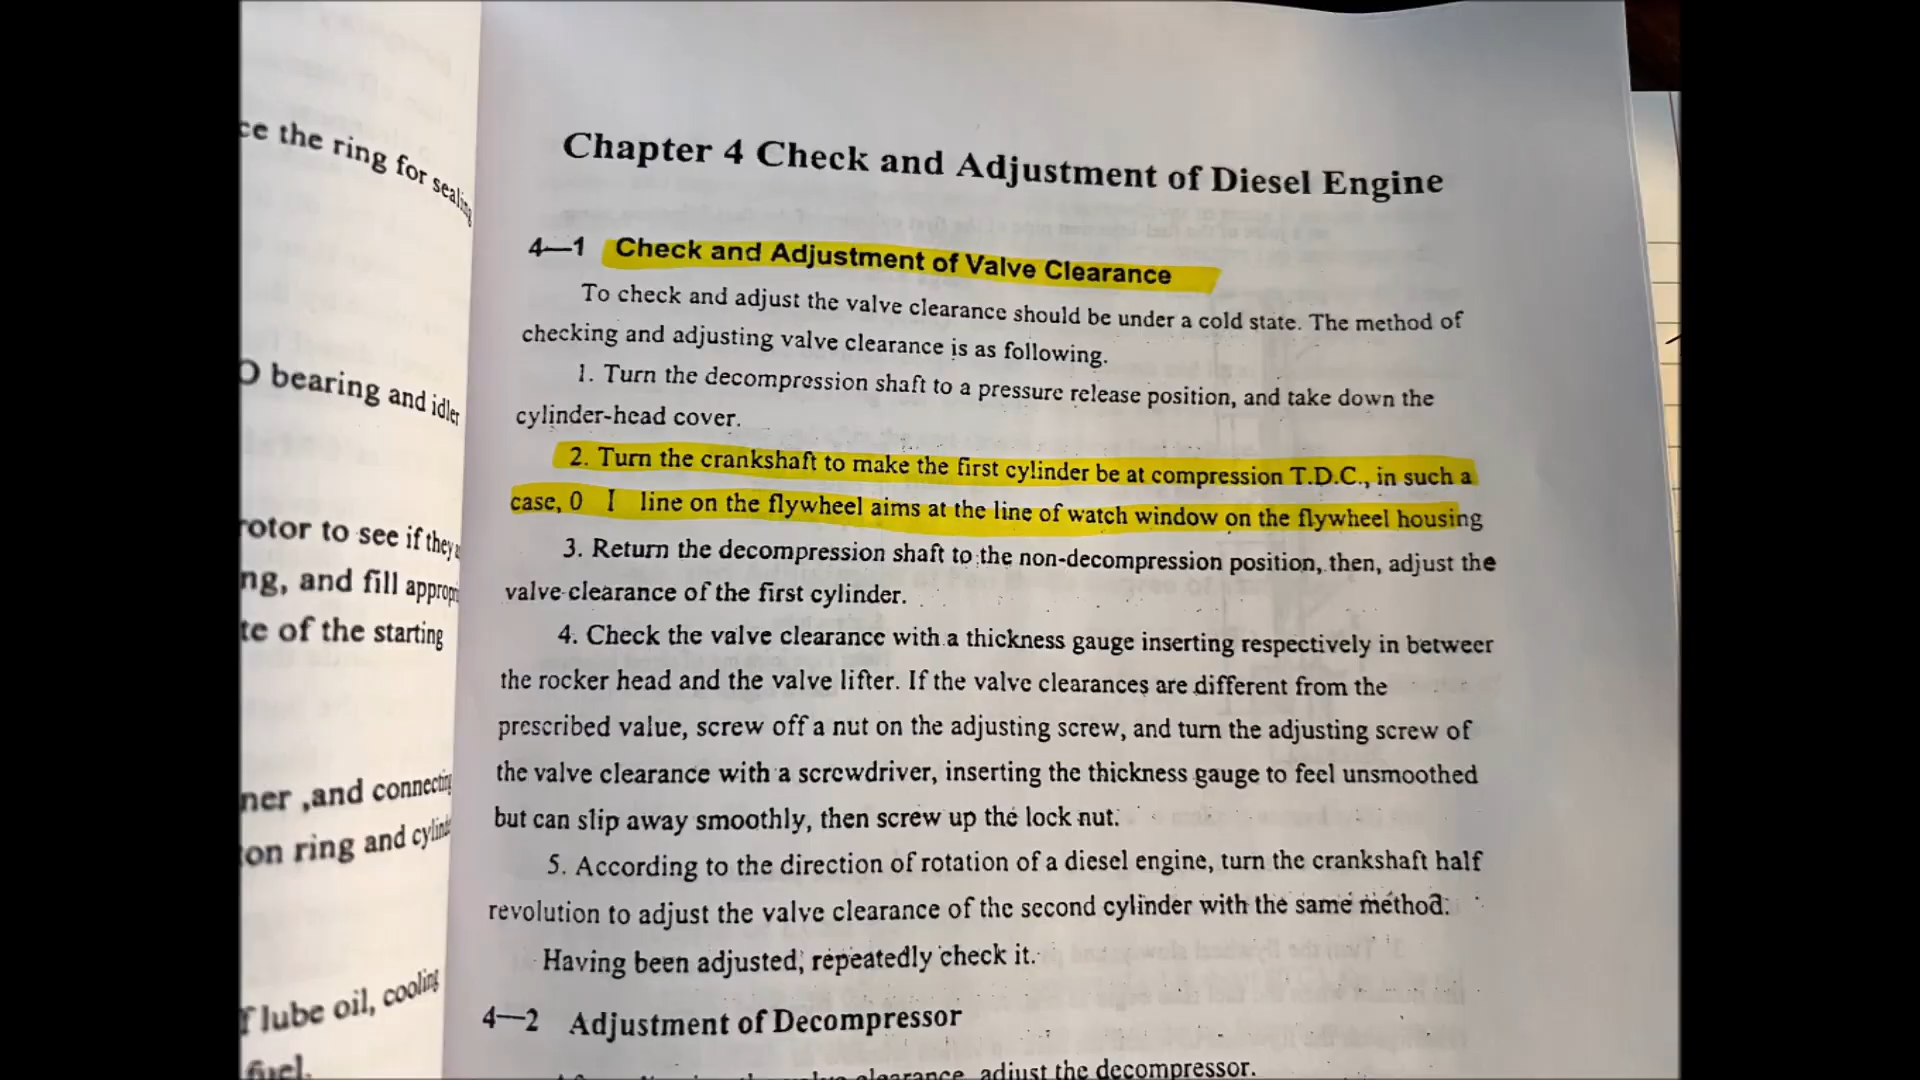 ce the ring for sealing
O bearing and idler
rotor to see if they
ng, and fill
te of the starting
ner ,and connecting
on ring and
f lube oil, cooling
fuel.
Chapter 4 Check and Adjustment of Diesel Engine
4—1 Check and Adjustment of Valve Clearance
To check and adjust the valve clearance should be under a cold state. The method of
checking and adjusting valve clearance is as following.
1. Turn the decompression shaft to a pressure release position, and take down the
cylinder-head cover.
2. Turn the crankshaft to make the first cylinder be at compression T.D.C., in such a
case, 0 I line on the flywheel aims at the line of watch window on the flywheel housing
3. Return the decompression shaft to the non-decompression position, then, adjust the
valve clearance of the first cylinder.
4. Check the valve clearance with a thickness gauge inserting respectively in betweer
the rocker head and the valve lifter. If the valve clearances are different from the
prescribed value, screw off a nut on the adjusting screw, and turn the adjusting screw of
the valve clearance with a screwdriver, inserting the thickness gauge to feel unsmoothed
but can slip away smoothly, then screw up the lock nut.
5. According to the direction of rotation of a diesel engine, turn the crankshaft half
revolution to adjust the valve clearance of the second cylinder with the same method.
Having been adjusted, repeatedly check it.
4—2 Adjustment of Decompressor
clearance, adjust the decompressor.